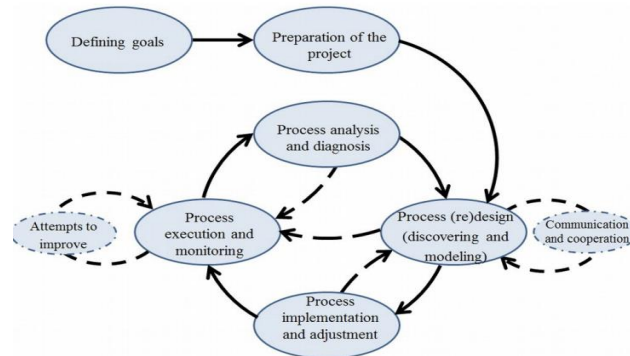 Defining goals
Preparation of the
project
Process analysis
and diagnosis
Attempts to
improve
Process
execution and
monitoring
Process (re)design
(discovering and
modeling)
Communication
and cooperation
Process
implementation
and adjustment